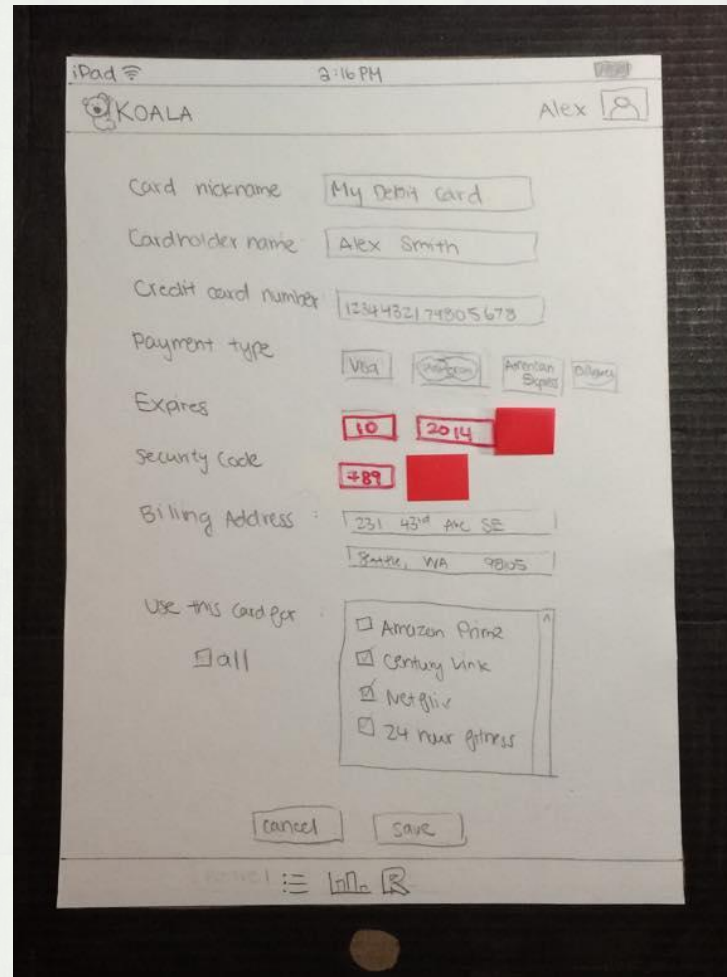 iPad 2:16 PM
KOALA Alex
Card nickname My Debit Card
Cardholder name Alex Smith
Credit card number 1234432174805678
Payment type Visa American Express
Expires 10 2014
Security Code 789
Billing Address : 231 43rd Ave SE
Seattle, WA 98105
Use this card for :
all
Amazon Prime
Century Link
Netflix
24 hour fitness
cancel save